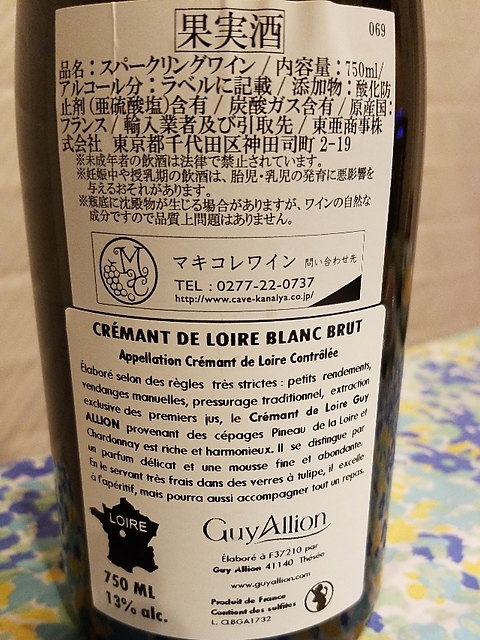 果実酒
069
品名：スパークリングワイン / 内容量：750ml /
アルコール分：ラベルに記載 / 添加物：酸化防
止剤（亜硫酸塩）含有 / 炭酸ガス含有 / 原産国：
フランス / 輸入業者及び引取先 / 東亜商事株
式会社 東京都千代田区神田司町 2-19
※未成年者の飲酒は法律で禁止されています。
※妊娠中や授乳期の飲酒は、胎児・乳児の発育に悪影響を
与えるおそれがあります。
※瓶底に沈殿物が生じる場合がありますが、ワインの自然な
成分ですので品質上問題はありません。
マキコレワイン 問い合わせ先
TEL : 0277-22-0737
http://www.cave-kanaiya.co.jp/
CRÉMANT DE LOIRE BLANC BRUT
Appellation Crémant de Loire Contrôlée
Élaboré selon des règles très strictes : petits rendements,
vendanges manuelles, pressurage traditionnel, extraction
exclusive des premiers jus, le Crémant de Loire Guy
ALLION provenant des cépages Pineau de la Loire et
Chardonnay est riche et harmonieux. Il se distingue par
un parfum délicat et une mousse fine et abondante.
En le servant très frais dans des verres à tulipe, il excelle
à l'apéritif, mais pourra aussi accompagner tout un repas.
LOIRE
Guy Allion
Élaboré à F37210 par
Guy Allion 41140 Thésée
www.guyallion.com
750 ML
13% alc.
Produit de France
Contient des sulfites
L. CLBGA1732